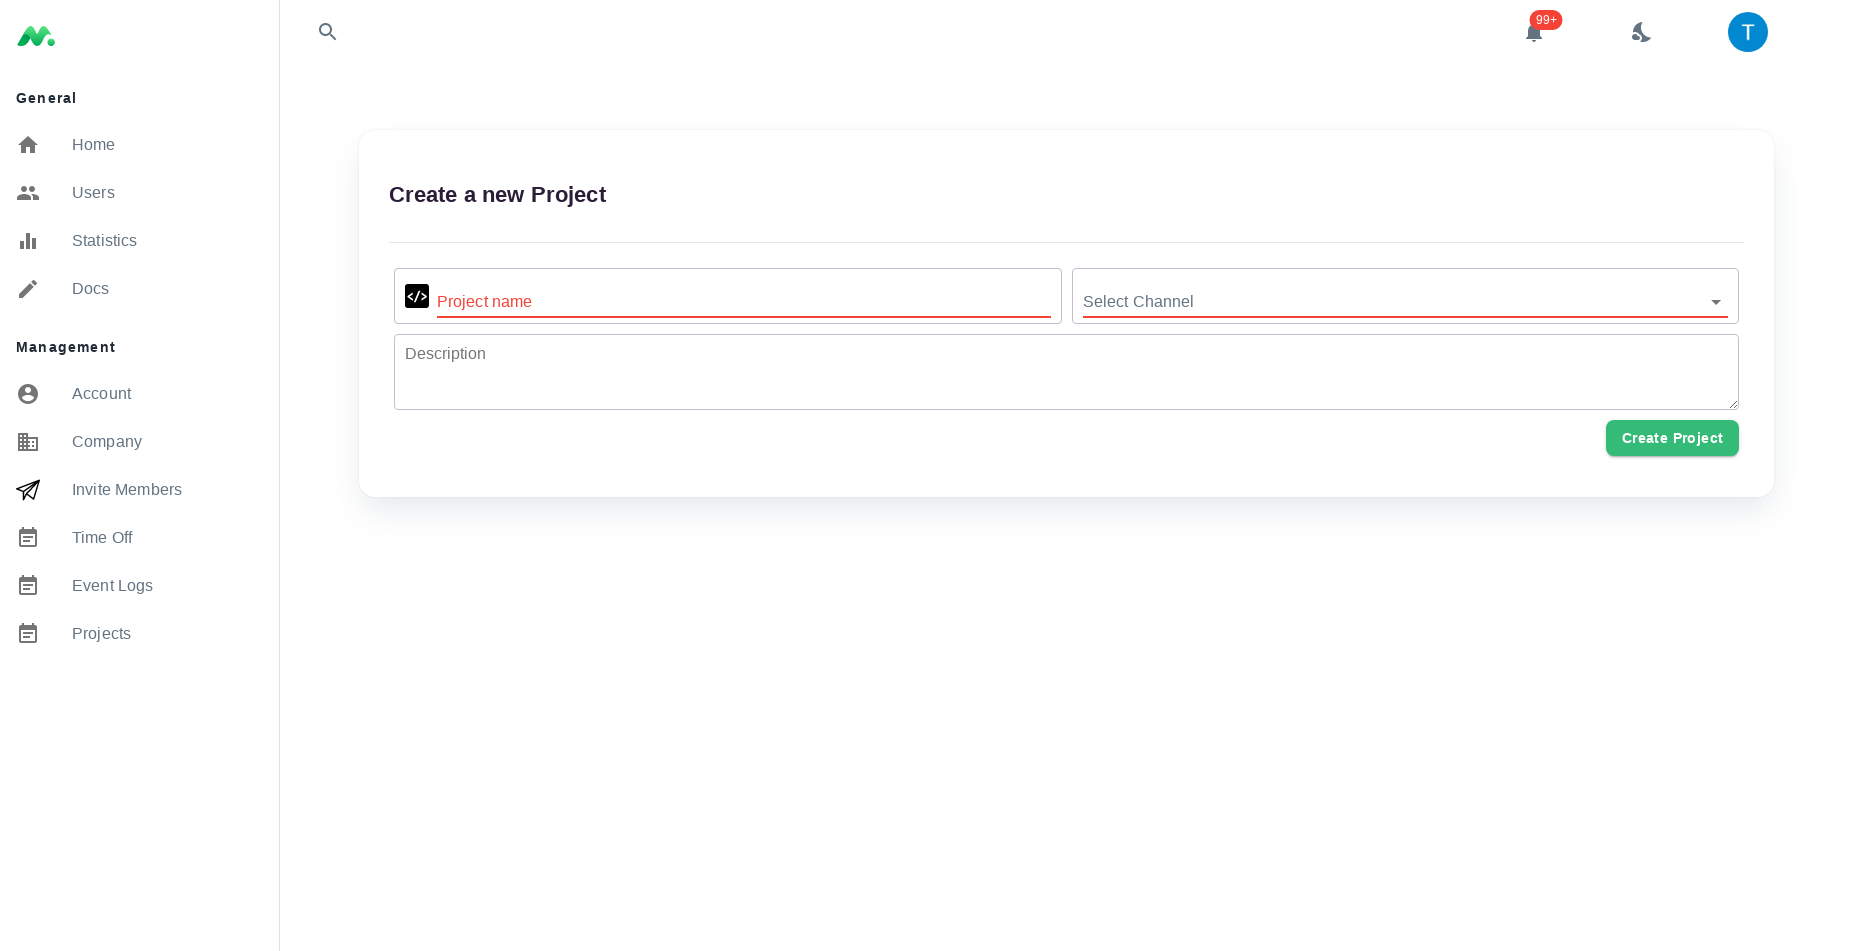 General
Home
Users
Statistics
Docs
Management
Account
Company
Invite Members
Time Off
Event Logs
Projects
99+
T
Create a new Project
Project name
Select Channel
Description
Create Project